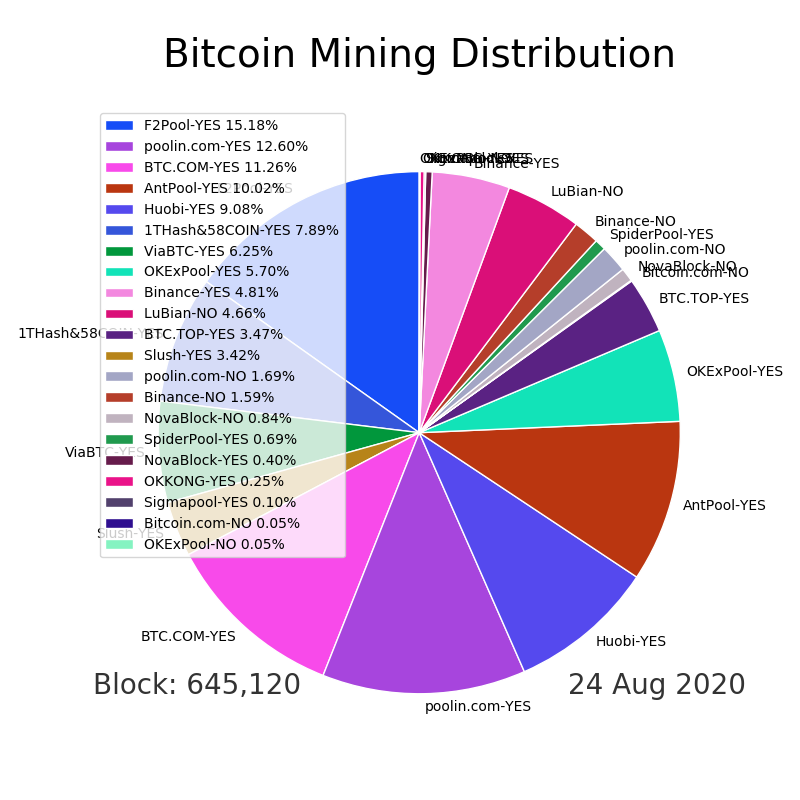 Bitcoin Mining Distribution
F2Pool-YES 15.18%
poolin.com-YES 12.60%
BTC.COM-YES 11.26%
AntPool-YES 10.02%
Huobi-YES 9.08%
1THash&58COIN-YES 7.89%
ViaBTC-YES 6.25%
OKExPool-YES 5.70%
Binance-YES 4.81%
LuBian-NO 4.66%
BTC.TOP-YES 3.47%
Slush-YES 3.42%
poolin.com-NO 1.69%
Binance-NO 1.59%
NovaBlock-NO 0.84%
SpiderPool-YES 0.69%
NovaBlock-YES 0.40%
OKKONG-YES 0.25%
Sigmapool-YES 0.10%
Bitcoin.com-NO 0.05%
OKExPool-NO 0.05%
Binance-YES
LuBian-NO
Binance-NO
SpiderPool-YES
poolin.com-NO
NovaBlock-NO
Bitcoin.com-NO
BTC.TOP-YES
OKExPool-YES
AntPool-YES
Huobi-YES
poolin.com-YES
BTC.COM-YES
Slush-YES
ViaBTC-YES
1THash&58COIN-YES
Block: 645,120
24 Aug 2020